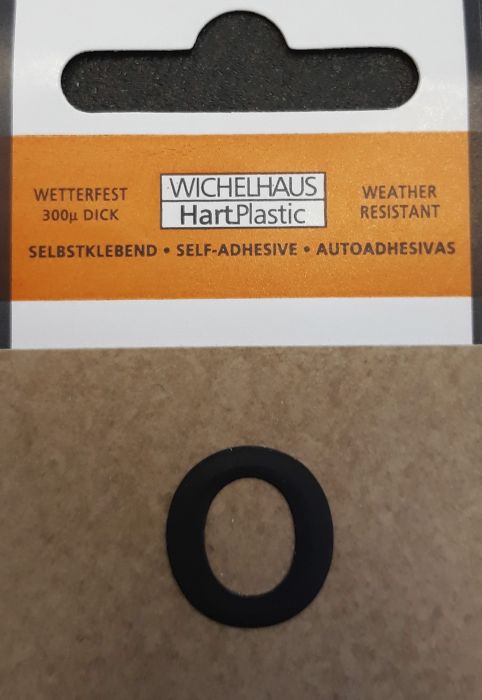 WETTERFEST
300µ DICK
WICHELHAUS
HartPlastic
WEATHER
RESISTANT
SELBSTKLEBEND • SELF-ADHESIVE • AUTOADHESIVAS
O